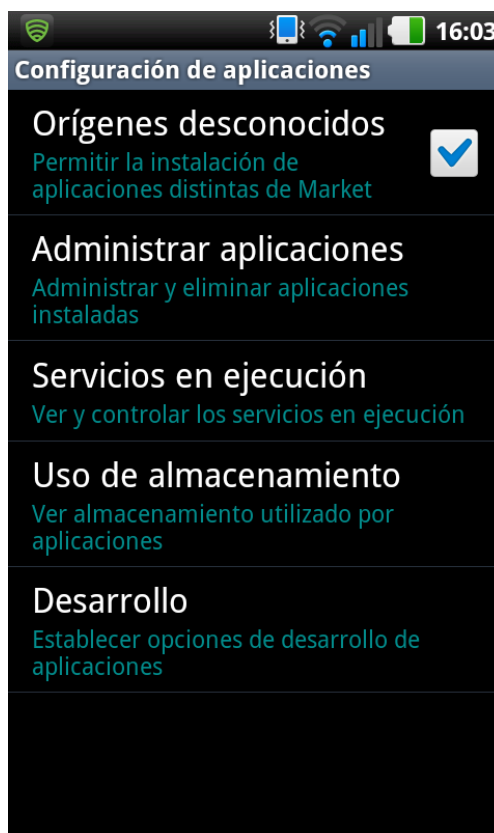 16:03
Configuración de aplicaciones
Orígenes desconocidos
Permitir la instalación de
aplicaciones distintas de Market
Administrar aplicaciones
Administrar y eliminar aplicaciones
instaladas
Servicios en ejecución
Ver y controlar los servicios en ejecución
Uso de almacenamiento
Ver almacenamiento utilizado por
aplicaciones
Desarrollo
Establecer opciones de desarrollo de
aplicaciones